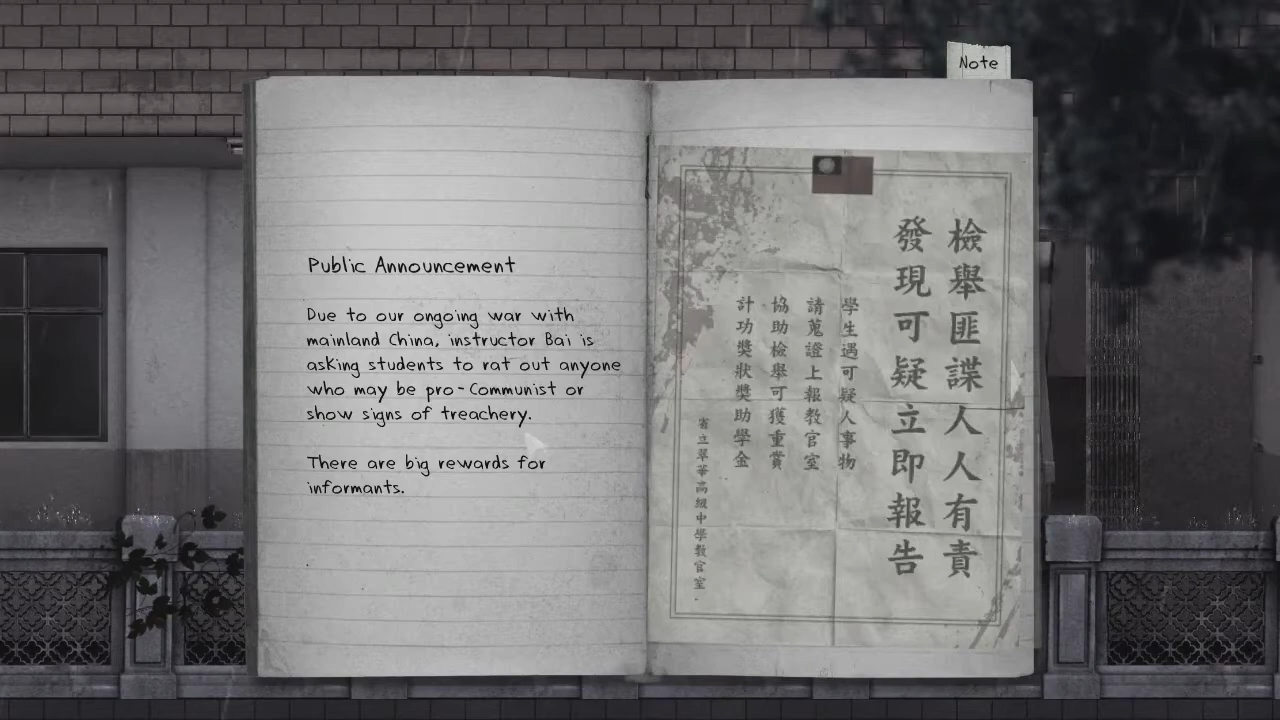 Note
Public Announcement
Due to our ongoing war with
mainland China, instructor Bai is
asking students to rat out anyone
who may be pro-Communist or
show signs of treachery.
There are big rewards for
informants.
檢舉匪諜人人有責
發現可疑立即報告
學生遇可疑人事物
請蒐證上報教官室
協助檢舉可獲重賞
計功獎狀獎助學金
省立翠華高級中學教官室